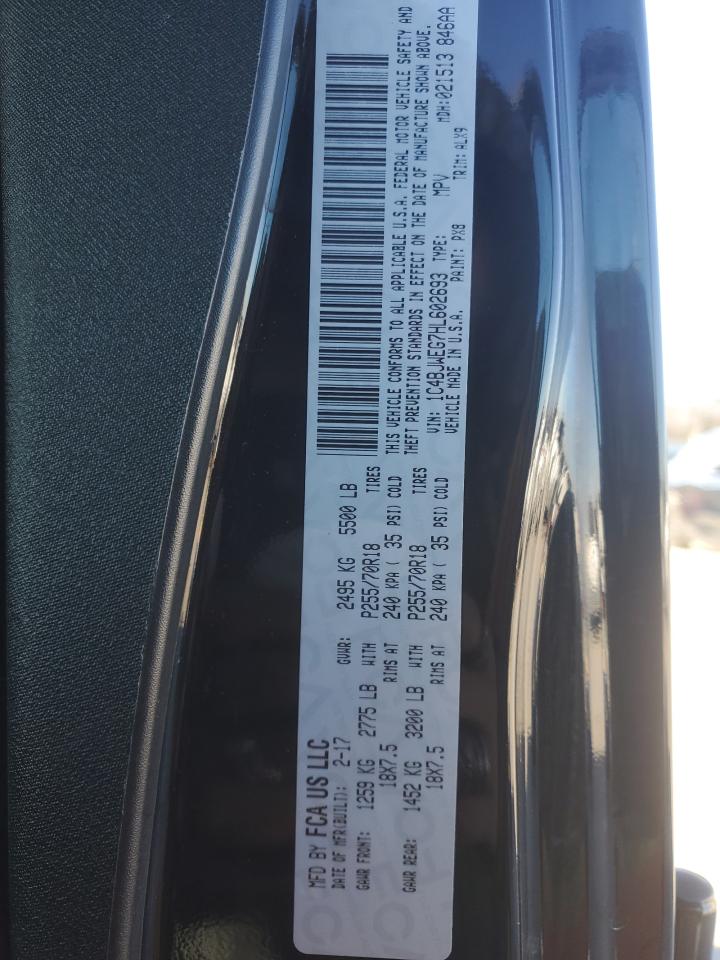 MFD BY FCA US LLC
DATE OF MFR(BUILT): 2-17 GVWR: 2495 KG 5500 LB
GAWR FRONT: 1259 KG 2775 LB WITH P255/70R18 TIRES
18X7.5 RIMS AT 240 KPA ( 35 PSI) COLD
GAWR REAR: 1452 KG 3200 LB WITH P255/70R18 TIRES
18X7.5 RIMS AT 240 KPA ( 35 PSI) COLD
THIS VEHICLE CONFORMS TO ALL APPLICABLE U.S.A. FEDERAL MOTOR VEHICLE SAFETY AND
THEFT PREVENTION STANDARDS IN EFFECT ON THE DATE OF MANUFACTURE SHOWN ABOVE.
VIN: 1C4BJWEG7HL602693 TYPE: MPV MDH:021513 846AA
VEHICLE MADE IN U.S.A. PAINT: PX8 TRIM: ALX9